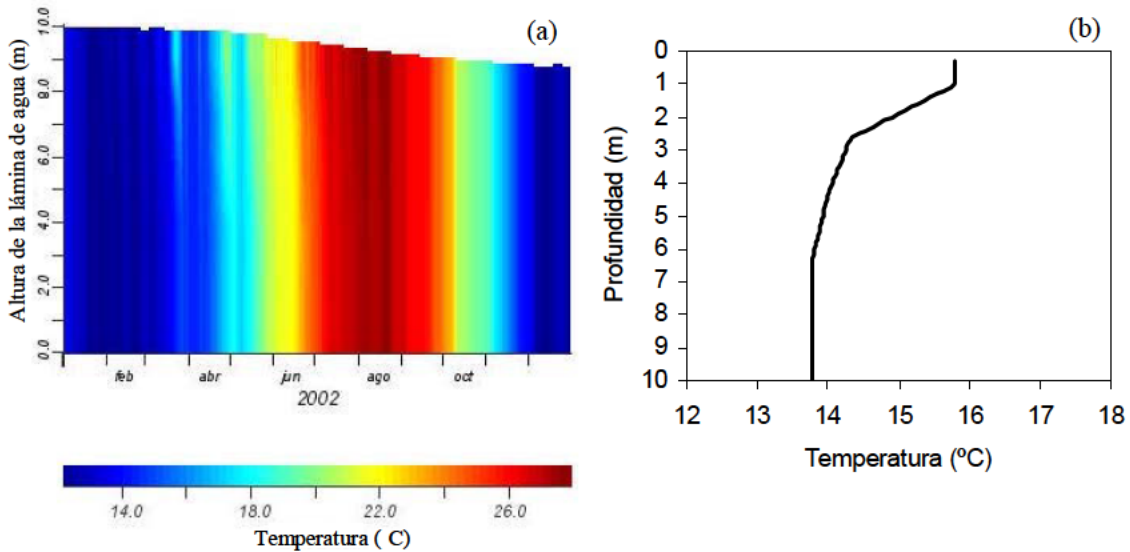 (a)
Altura de la lámina de agua (m)
10.0
8.0
6.0
4.0
2.0
0.0
feb abr jun ago oct
2002
14.0 18.0 22.0 26.0
Temperatura ( C)
(b)
Profundidad (m)
0
1
2
3
4
5
6
7
8
9
10
12 13 14 15 16 17 18
Temperatura (ºC)